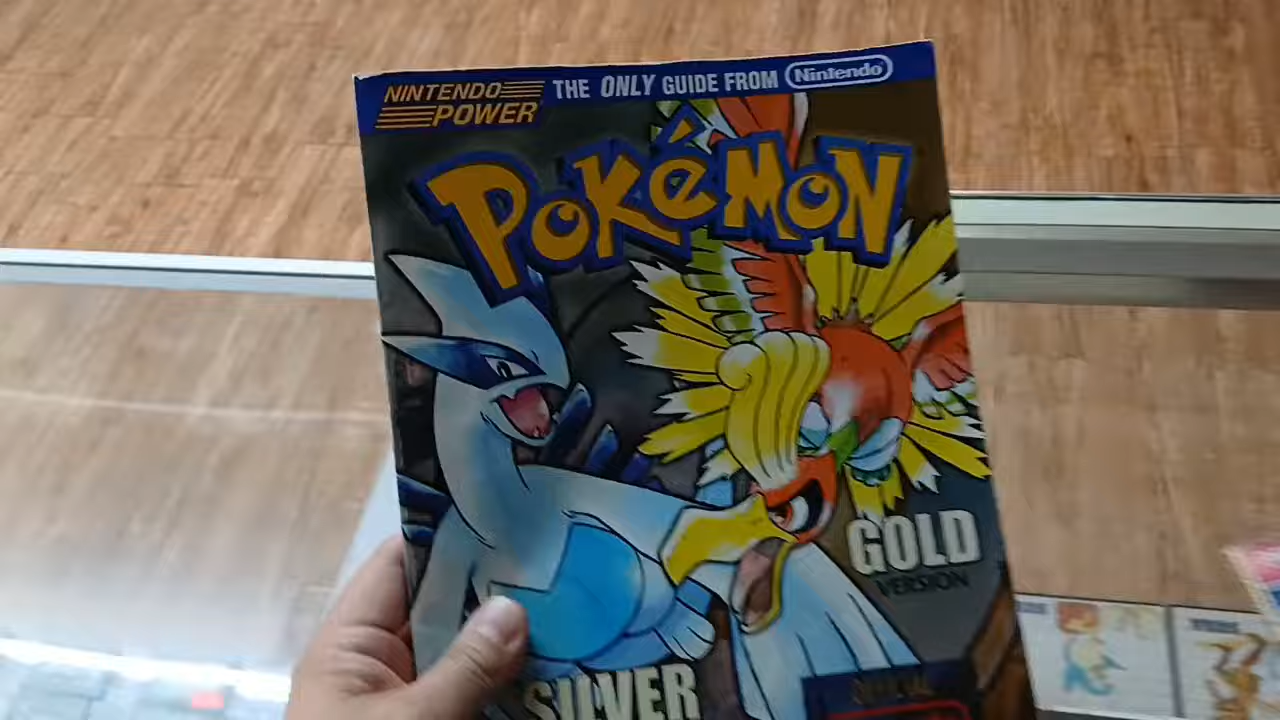 NINTENDO POWER
THE ONLY GUIDE FROM Nintendo
POKéMON
GOLD
VERSION
SILVER